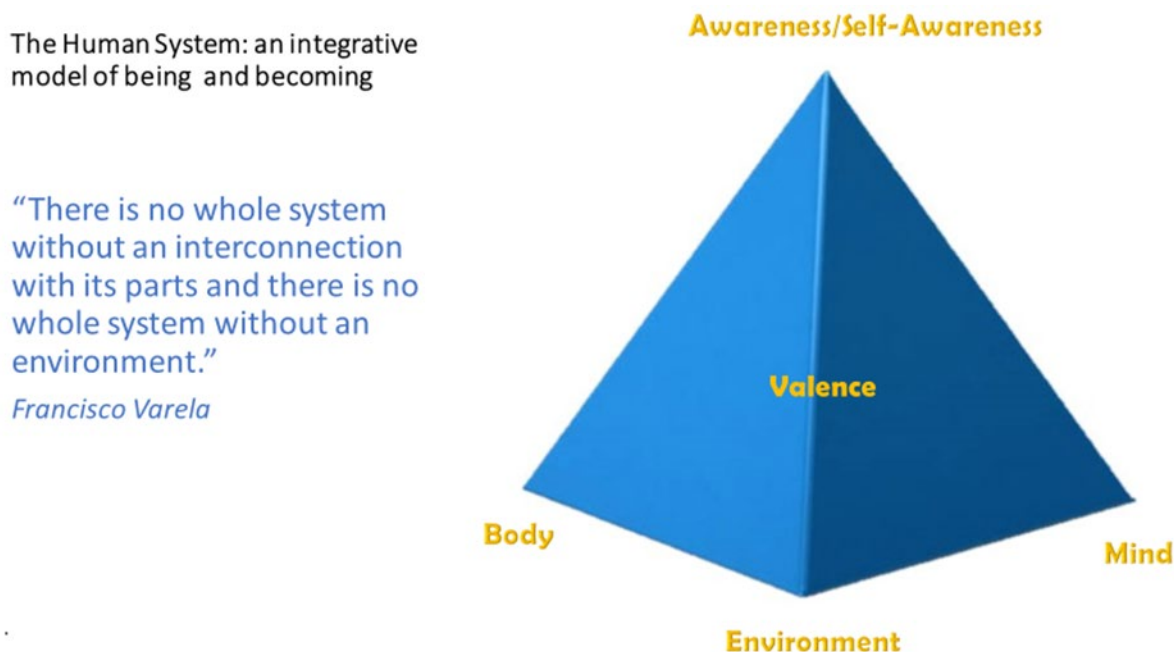 The Human System: an integrative
model of being and becoming
“There is no whole system
without an interconnection
with its parts and there is no
whole system without an
environment.”
Francisco Varela
Awareness/Self-Awareness
Valence
Body
Mind
Environment
.